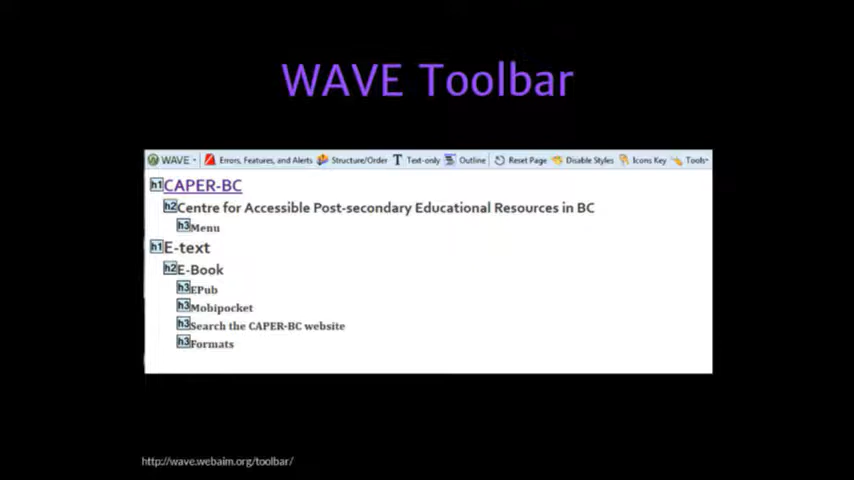 WAVE Toolbar
WAVE Errors, Features, and Alerts Structure/Order Text-only Outline Reset Page Disable Styles Icons Key Tools
h1 CAPER-BC
h2 Centre for Accessible Post-secondary Educational Resources in BC
h3 Menu
h1 E-text
h2 E-Book
h3 EPub
h3 Mobipocket
h3 Search the CAPER-BC website
h3 Formats
http://wave.webaim.org/toolbar/